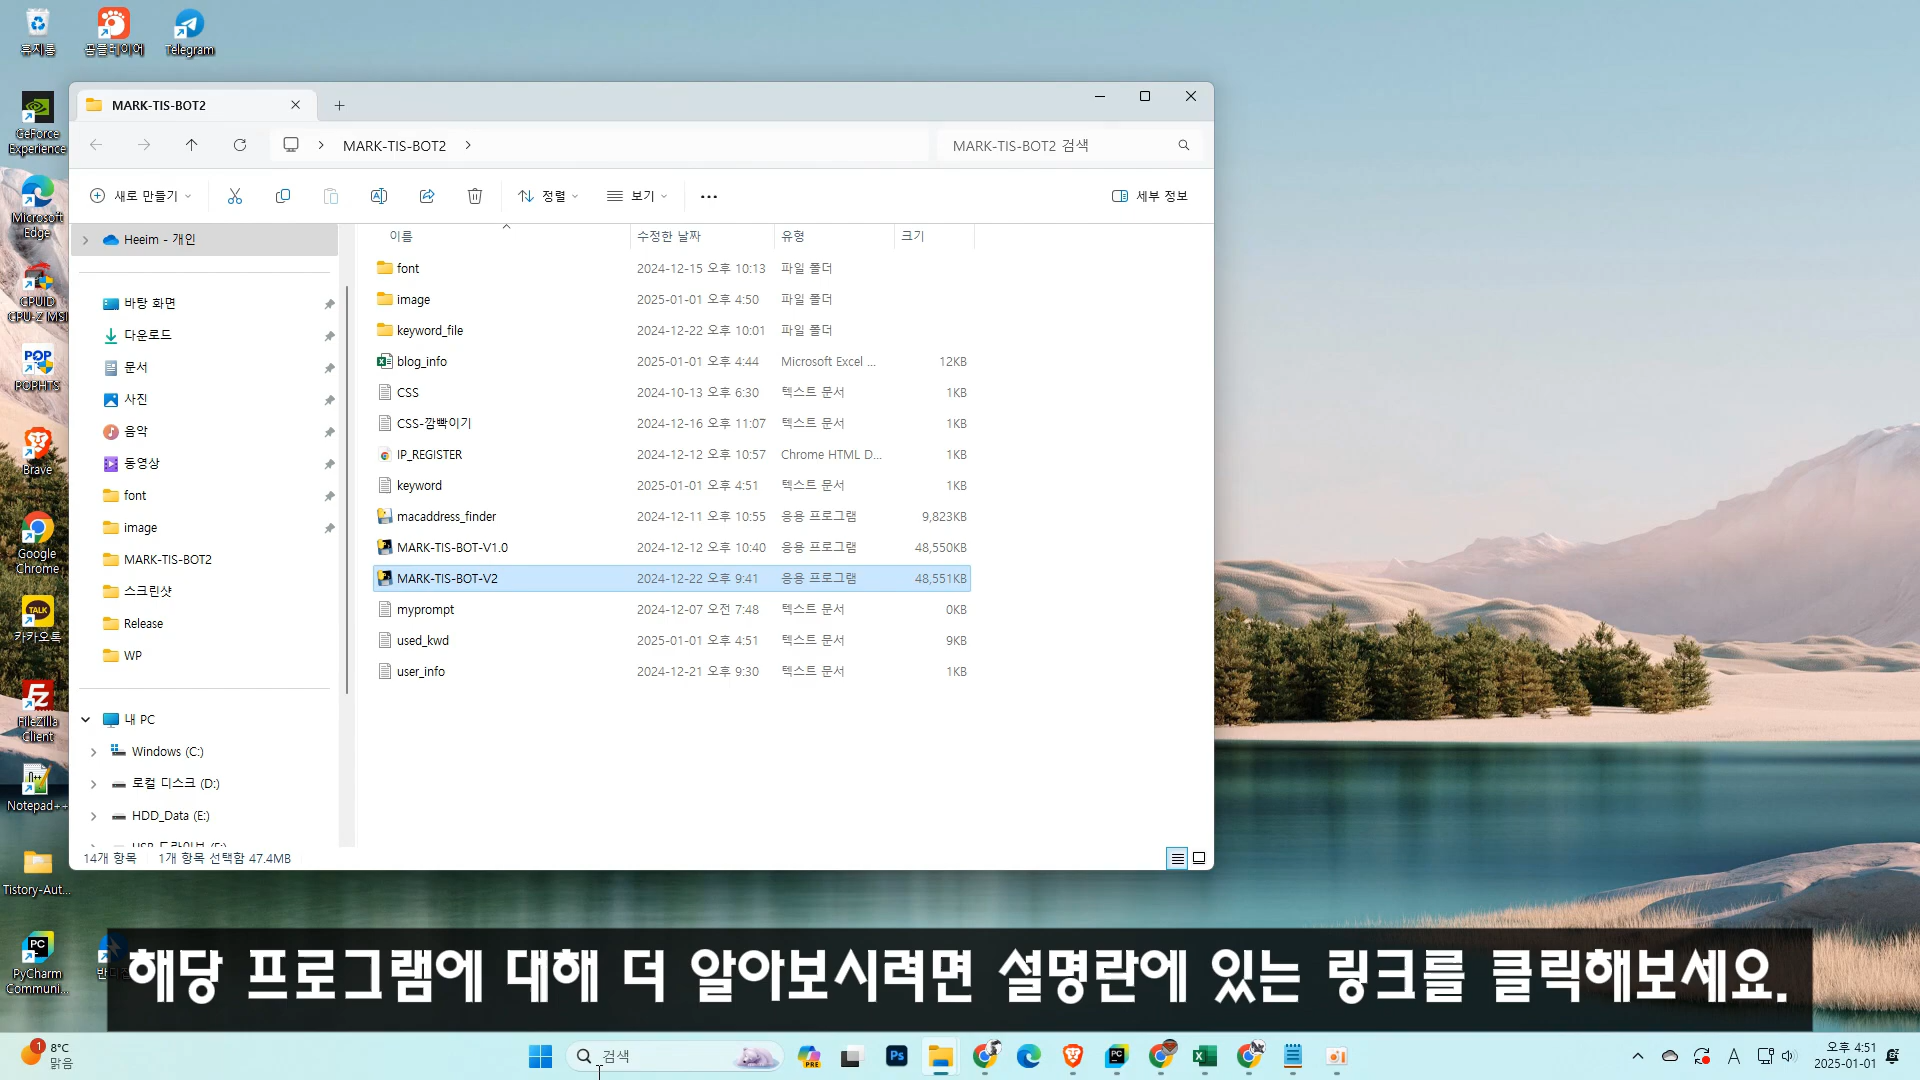 휴지통
곰플레이어
Telegram
GeForce
Experience
Microsoft
Edge
CPUID
CPU-Z MSI
POP
POPHTS
Brave
Google
Chrome
TALK
카카오톡
FileZilla
Client
Notepad++
Tistory-Aut...
PC
PyCharm
Communi...
MARK-TIS-BOT2
MARK-TIS-BOT2
MARK-TIS-BOT2 검색
새로 만들기
정렬
보기
세부 정보
Heeim - 개인
바탕 화면
다운로드
문서
사진
음악
동영상
font
image
MARK-TIS-BOT2
스크린샷
Release
WP
내 PC
Windows (C:)
로컬 디스크 (D:)
HDD_Data (E:)
이름 수정한 날짜 유형 크기
font 2024-12-15 오후 10:13 파일 폴더
image 2025-01-01 오후 4:50 파일 폴더
keyword_file 2024-12-22 오후 10:01 파일 폴더
blog_info 2025-01-01 오후 4:44 Microsoft Excel ... 12KB
CSS 2024-10-13 오후 6:30 텍스트 문서 1KB
CSS-깜빡이기 2024-12-16 오후 11:07 텍스트 문서 1KB
IP_REGISTER 2024-12-12 오후 10:57 Chrome HTML D... 1KB
keyword 2025-01-01 오후 4:51 텍스트 문서 1KB
macaddress_finder 2024-12-11 오후 10:55 응용 프로그램 9,823KB
MARK-TIS-BOT-V1.0 2024-12-12 오후 10:40 응용 프로그램 48,550KB
MARK-TIS-BOT-V2 2024-12-22 오후 9:41 응용 프로그램 48,551KB
myprompt 2024-12-07 오전 7:48 텍스트 문서 0KB
used_kwd 2025-01-01 오후 4:51 텍스트 문서 9KB
user_info 2024-12-21 오후 9:30 텍스트 문서 1KB
14개 항목 1개 항목 선택함 47.4MB
해당 프로그램에 대해 더 알아보시려면 설명란에 있는 링크를 클릭해보세요.
1
8°C
맑음
검색
PRE
Ps
PC
A
오후 4:51
2025-01-01